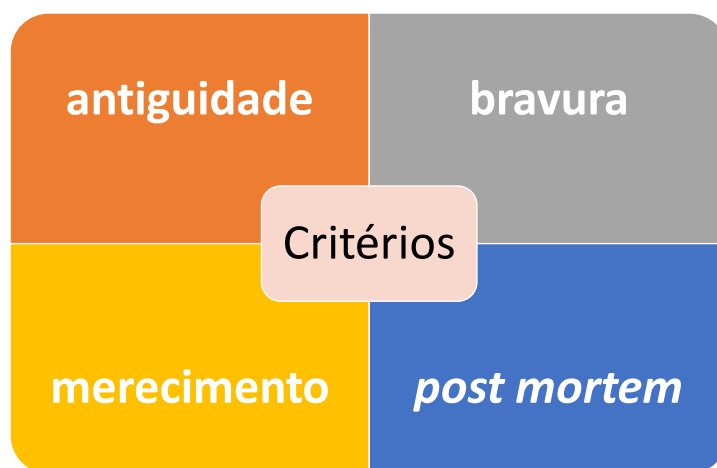 antiguidade
bravura
Critérios
merecimento
post mortem